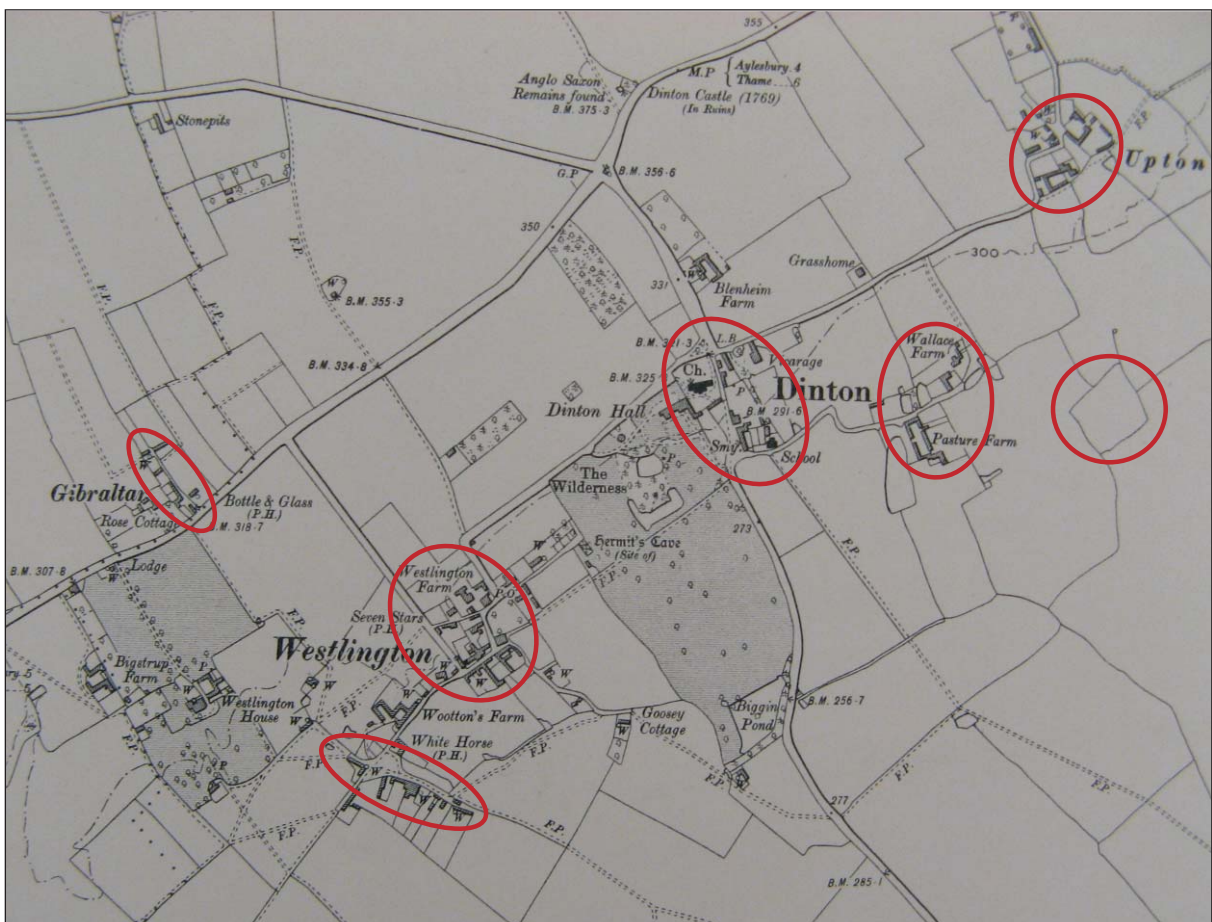 355
M.P { Aylesbury. 4
Thame ..... 6
Anglo Saxon
Remains found
B.M. 375·3
Dinton Castle (1769)
(In Ruins)
Stonepits
F.P.
Upton
G.P
B.M. 356·6
350
F.P.
300
Grasshome
W
331
Blenheim
Farm
F.P.
F.P.
W
B.M. 355·3
L.B
Vicarage
Wallace
Farm
Ch.
B.M. 334·8
B.M. 325
P
Dinton
Dinton Hall
B.M. 291·6
Smy.
School
Pasture Farm
W
Gibraltar
Bottle & Glass
(P.H.)
Rose Cottage
B.M. 318·7
The
Wilderness
P
273
Hermit's Cave
(Site of)
W
F.P.
F.P.
B.M. 307·8
Lodge
W
Westlington
Farm
P.O.
Seven Stars
(P.H.)
F.P.
Westlington
W
W
W
Bigstrup
Farm
P
P
W
Westlington
House
W
W
F.P.
Wootton's Farm
Goosey
Cottage
W
Biggin
Pond
B.M. 256·7
White Horse
(P.H.)
F.P.
F.P.
F.P.
W
W
W
F.P.
F.P.
F.P.
F.P.
277
F.P.
B.M. 285·1